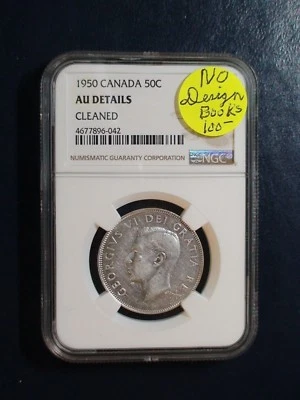 1950 CANADA 50C
AU DETAILS
CLEANED
4677896-042
NUMISMATIC GUARANTY CORPORATION
NGC
NO
Design
Books
100-
GEORGIVS VI DEI GRATIA REX